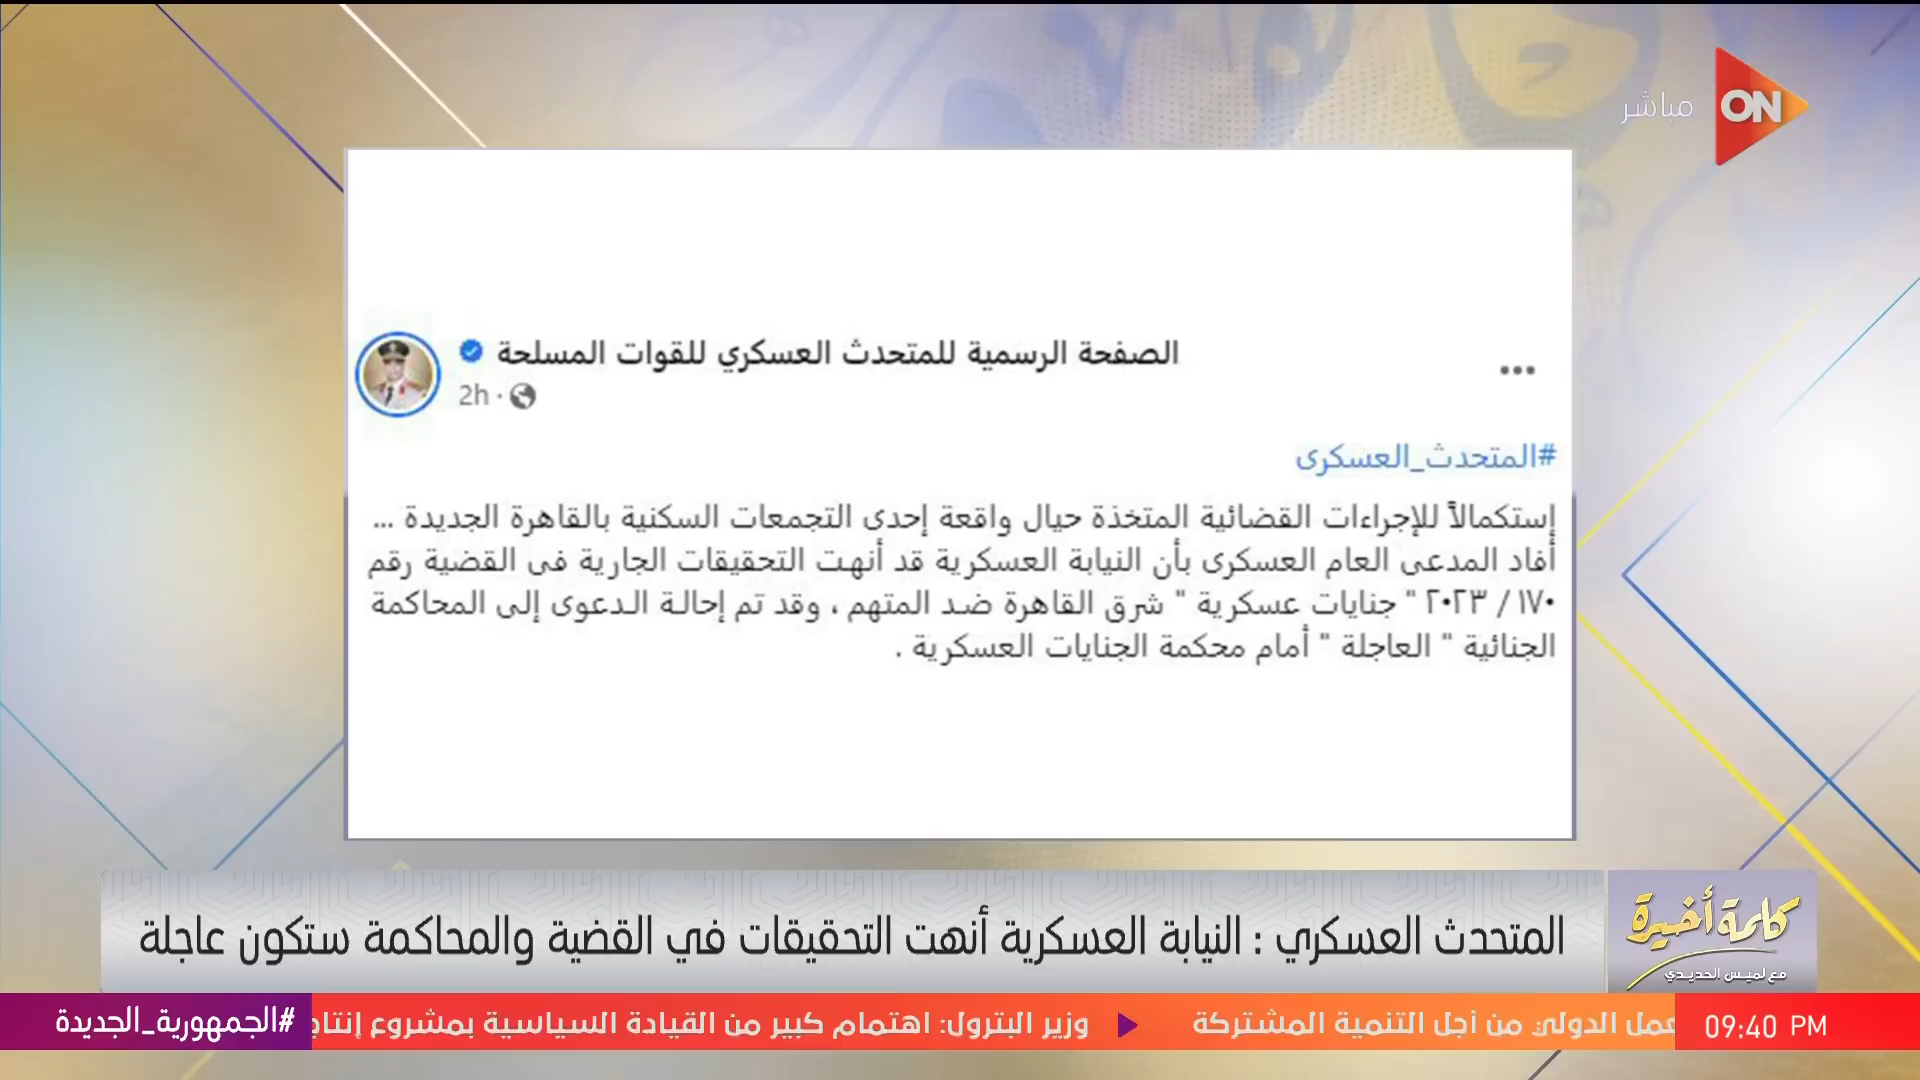 مباشر
ON
الصفحة الرسمية للمتحدث العسكري للقوات المسلحة
2h ·
...
#المتحدث_العسكرى
إستكمالاً للإجراءات القضائية المتخذة حيال واقعة إحدى التجمعات السكنية بالقاهرة الجديدة ...
أفاد المدعى العام العسكرى بأن النيابة العسكرية قد أنهت التحقيقات الجارية فى القضية رقم
١٧٠ / ٢٠٢٣ " جنايات عسكرية " شرق القاهرة ضد المتهم ، وقد تم إحالة الدعوى إلى المحاكمة
الجنائية " العاجلة " أمام محكمة الجنايات العسكرية .
كلمة أخيرة
مع لميس الحديدي
المتحدث العسكري : النيابة العسكرية أنهت التحقيقات في القضية والمحاكمة ستكون عاجلة
09:40 PM
الدولي من أجل التنمية المشتركة
وزير البترول: اهتمام كبير من القيادة السياسية بمشروع
#الجمهورية_الجديدة